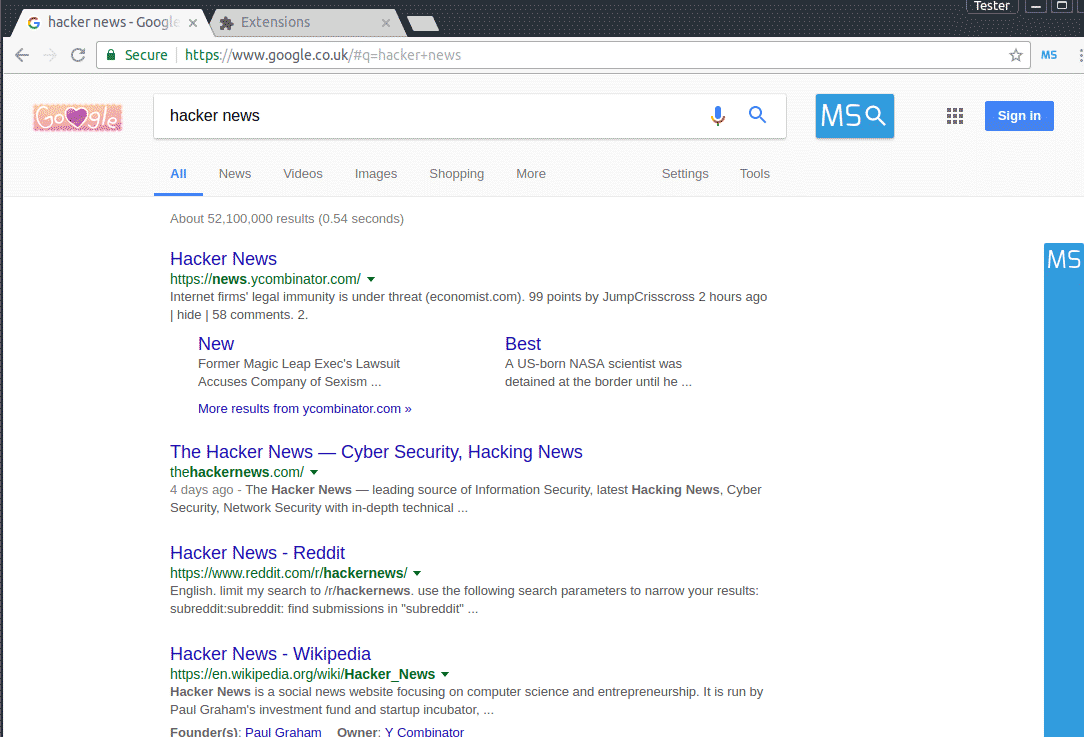 Tester
hacker news - Google
Extensions
Secure
https://www.google.co.uk/#q=hacker+news
MS
Google
hacker news
MS
Sign in
All News Videos Images Shopping More Settings Tools
About 52,100,000 results (0.54 seconds)
MS
Hacker News
https://news.ycombinator.com/
Internet firms' legal immunity is under threat (economist.com). 99 points by JumpCrisscross 2 hours ago
| hide | 58 comments. 2.
New
Former Magic Leap Exec's Lawsuit
Accuses Company of Sexism ...
Best
A US-born NASA scientist was
detained at the border until he ...
More results from ycombinator.com »
The Hacker News — Cyber Security, Hacking News
thehackernews.com/
4 days ago - The Hacker News — leading source of Information Security, latest Hacking News, Cyber
Security, Network Security with in-depth technical ...
Hacker News - Reddit
https://www.reddit.com/r/hackernews/
English. limit my search to /r/hackernews. use the following search parameters to narrow your results:
subreddit:subreddit: find submissions in "subreddit" ...
Hacker News - Wikipedia
https://en.wikipedia.org/wiki/Hacker_News
Hacker News is a social news website focusing on computer science and entrepreneurship. It is run by
Paul Graham's investment fund and startup incubator, ...
Founder(s): Paul Graham Owner: Y Combinator